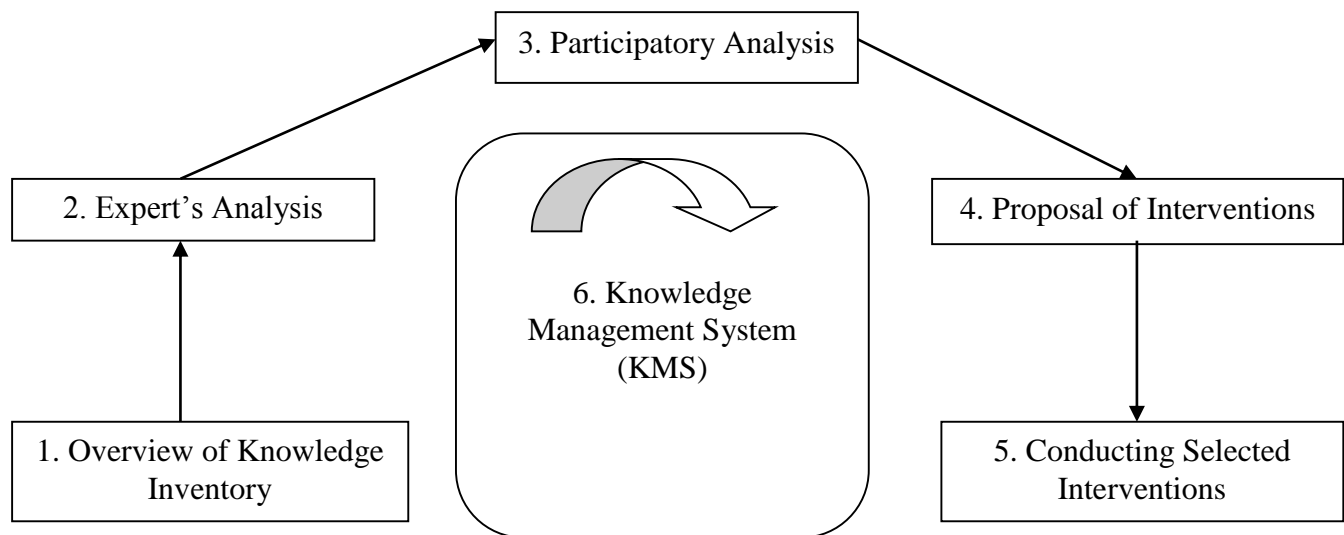 3. Participatory Analysis
2. Expert’s Analysis
4. Proposal of Interventions
6. Knowledge
Management System
(KMS)
1. Overview of Knowledge
Inventory
5. Conducting Selected
Interventions